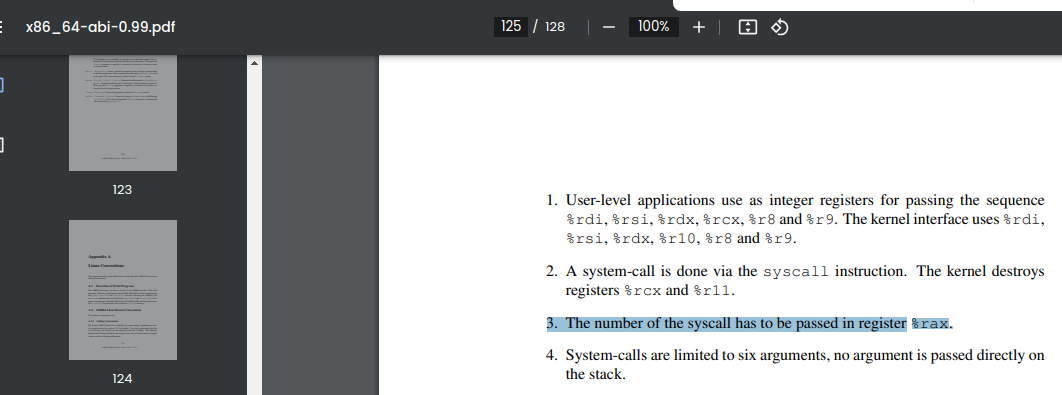 x86_64-abi-0.99.pdf
125 / 128
100%
123
Appendix A
Linux Conventions
124
1. User-level applications use as integer registers for passing the sequence
%rdi, %rsi, %rdx, %rcx, %r8 and %r9. The kernel interface uses %rdi,
%rsi, %rdx, %r10, %r8 and %r9.
2. A system-call is done via the syscall instruction. The kernel destroys
registers %rcx and %r11.
3. The number of the syscall has to be passed in register %rax.
4. System-calls are limited to six arguments, no argument is passed directly on
the stack.